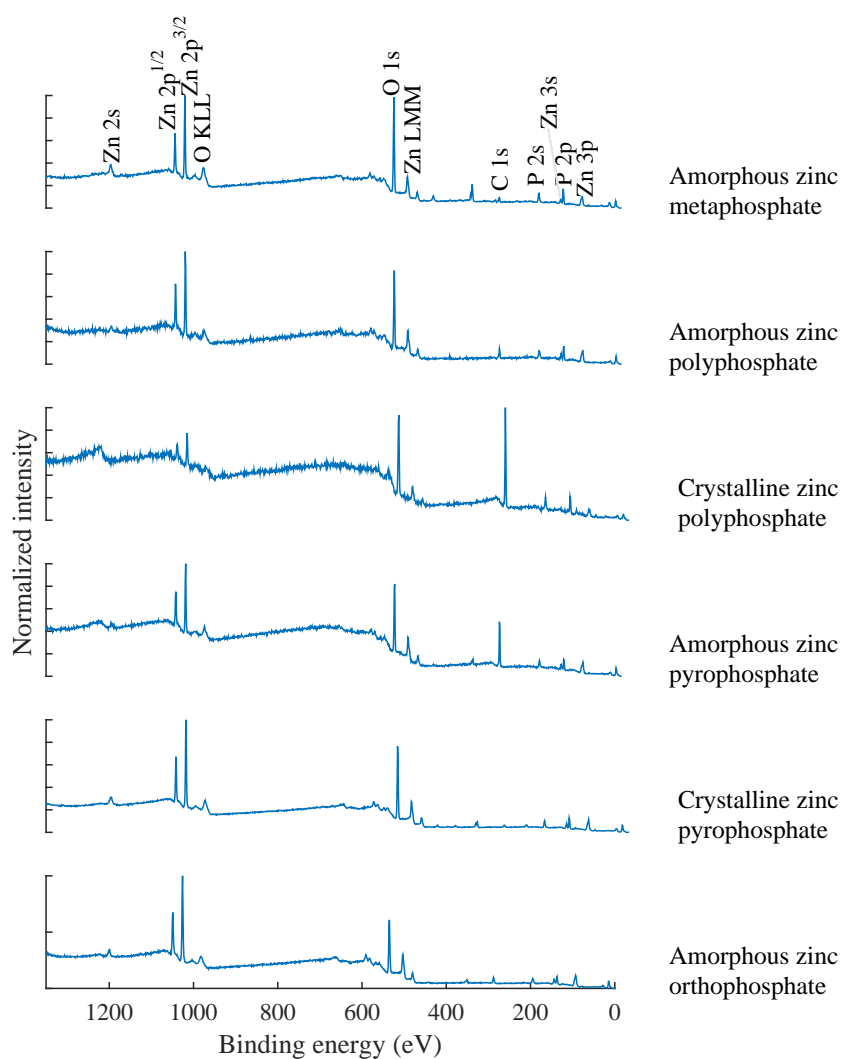 Zn 2s
Zn 2p1/2
Zn 2p3/2
O KLL
O 1s
Zn LMM
C 1s
P 2s
Zn 3s
P 2p
Zn 3p
Amorphous zinc
metaphosphate
Amorphous zinc
polyphosphate
Crystalline zinc
polyphosphate
Amorphous zinc
pyrophosphate
Crystalline zinc
pyrophosphate
Amorphous zinc
orthophosphate
Normalized intensity
1200 1000 800 600 400 200 0
Binding energy (eV)